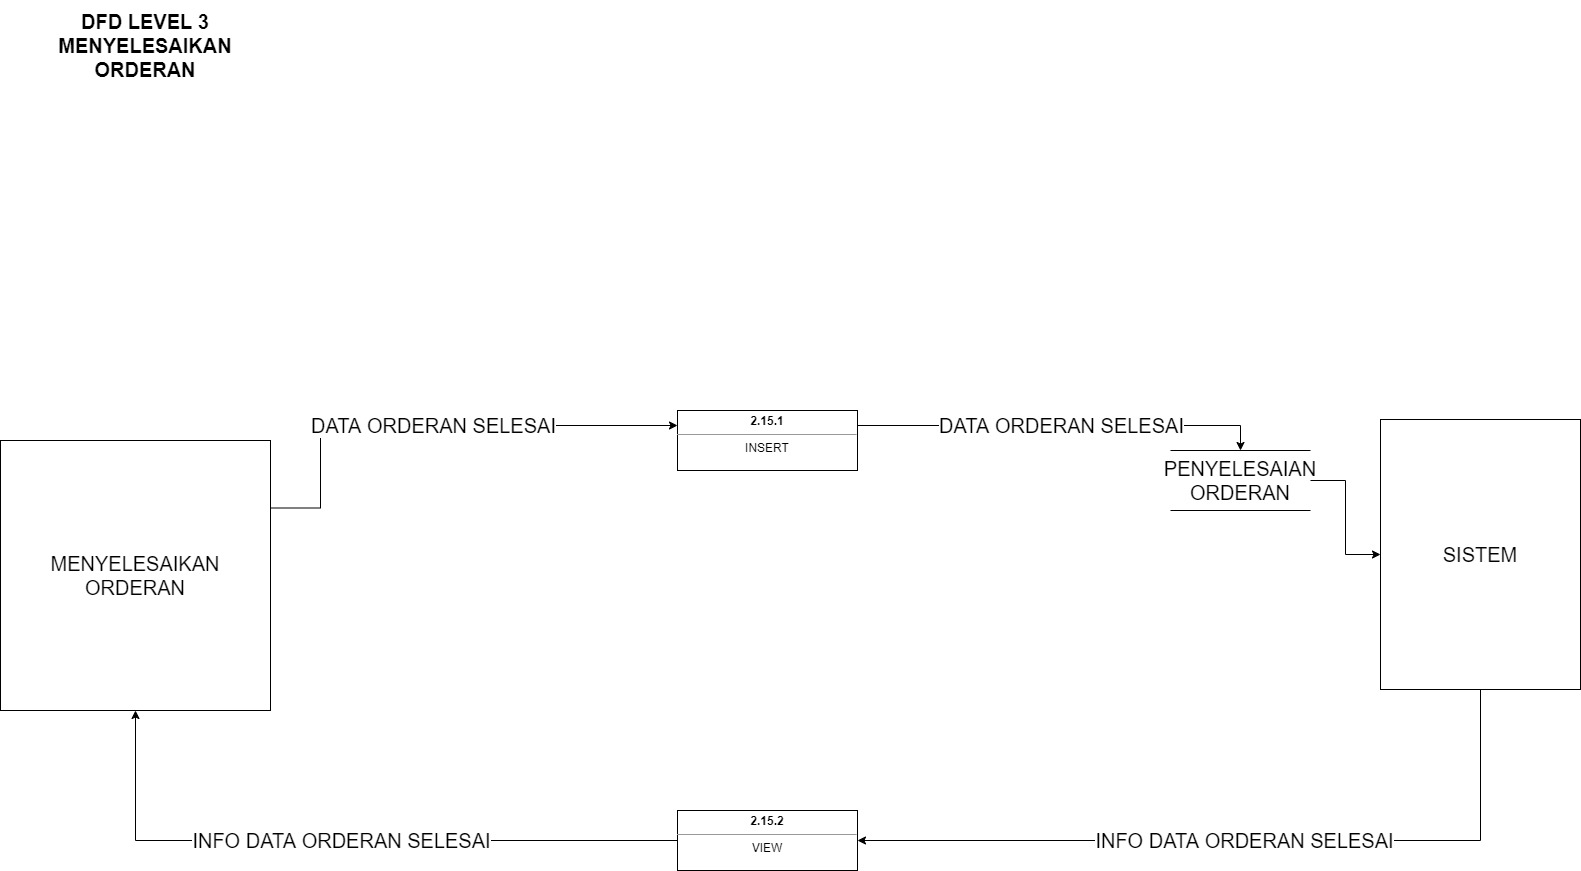 DFD LEVEL 3
MENYELESAIKAN
ORDERAN
DATA ORDERAN SELESAI
2.15.1
INSERT
DATA ORDERAN SELESAI
PENYELESAIAN
ORDERAN
MENYELESAIKAN
ORDERAN
SISTEM
INFO DATA ORDERAN SELESAI
2.15.2
VIEW
INFO DATA ORDERAN SELESAI